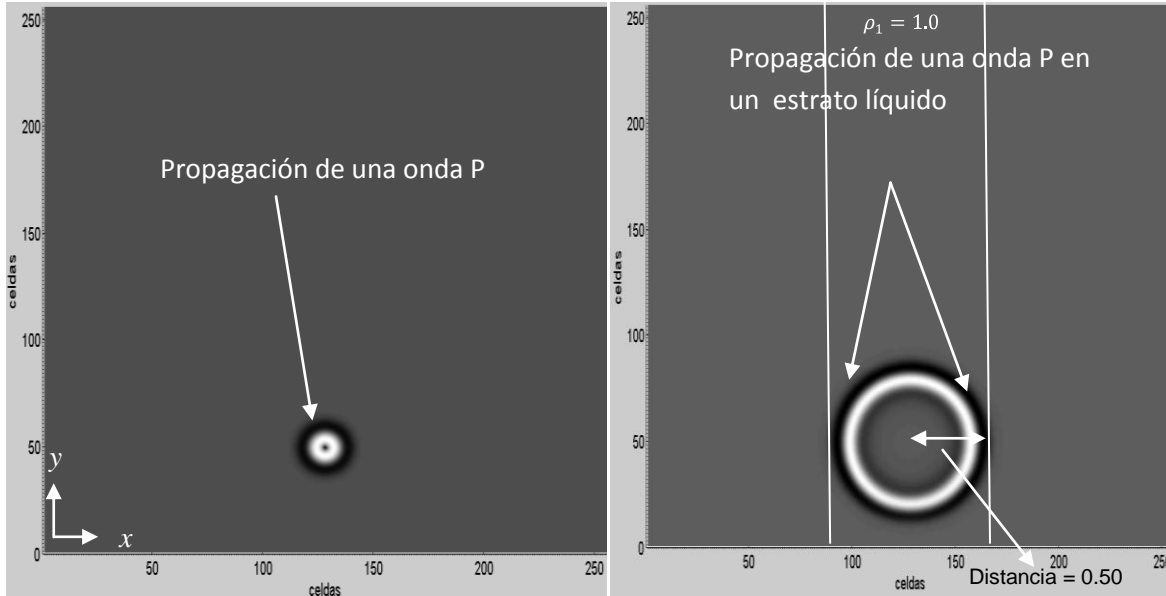 250
200
150
100
50
0
celdas
Propagación de una onda P
y
x
50
100
150
200
250
celdas
250
200
150
100
50
0
celdas
ρ₁ = 1.0
Propagación de una onda P en
un estrato líquido
50
100
150
200
250
celdas
Distancia = 0.50